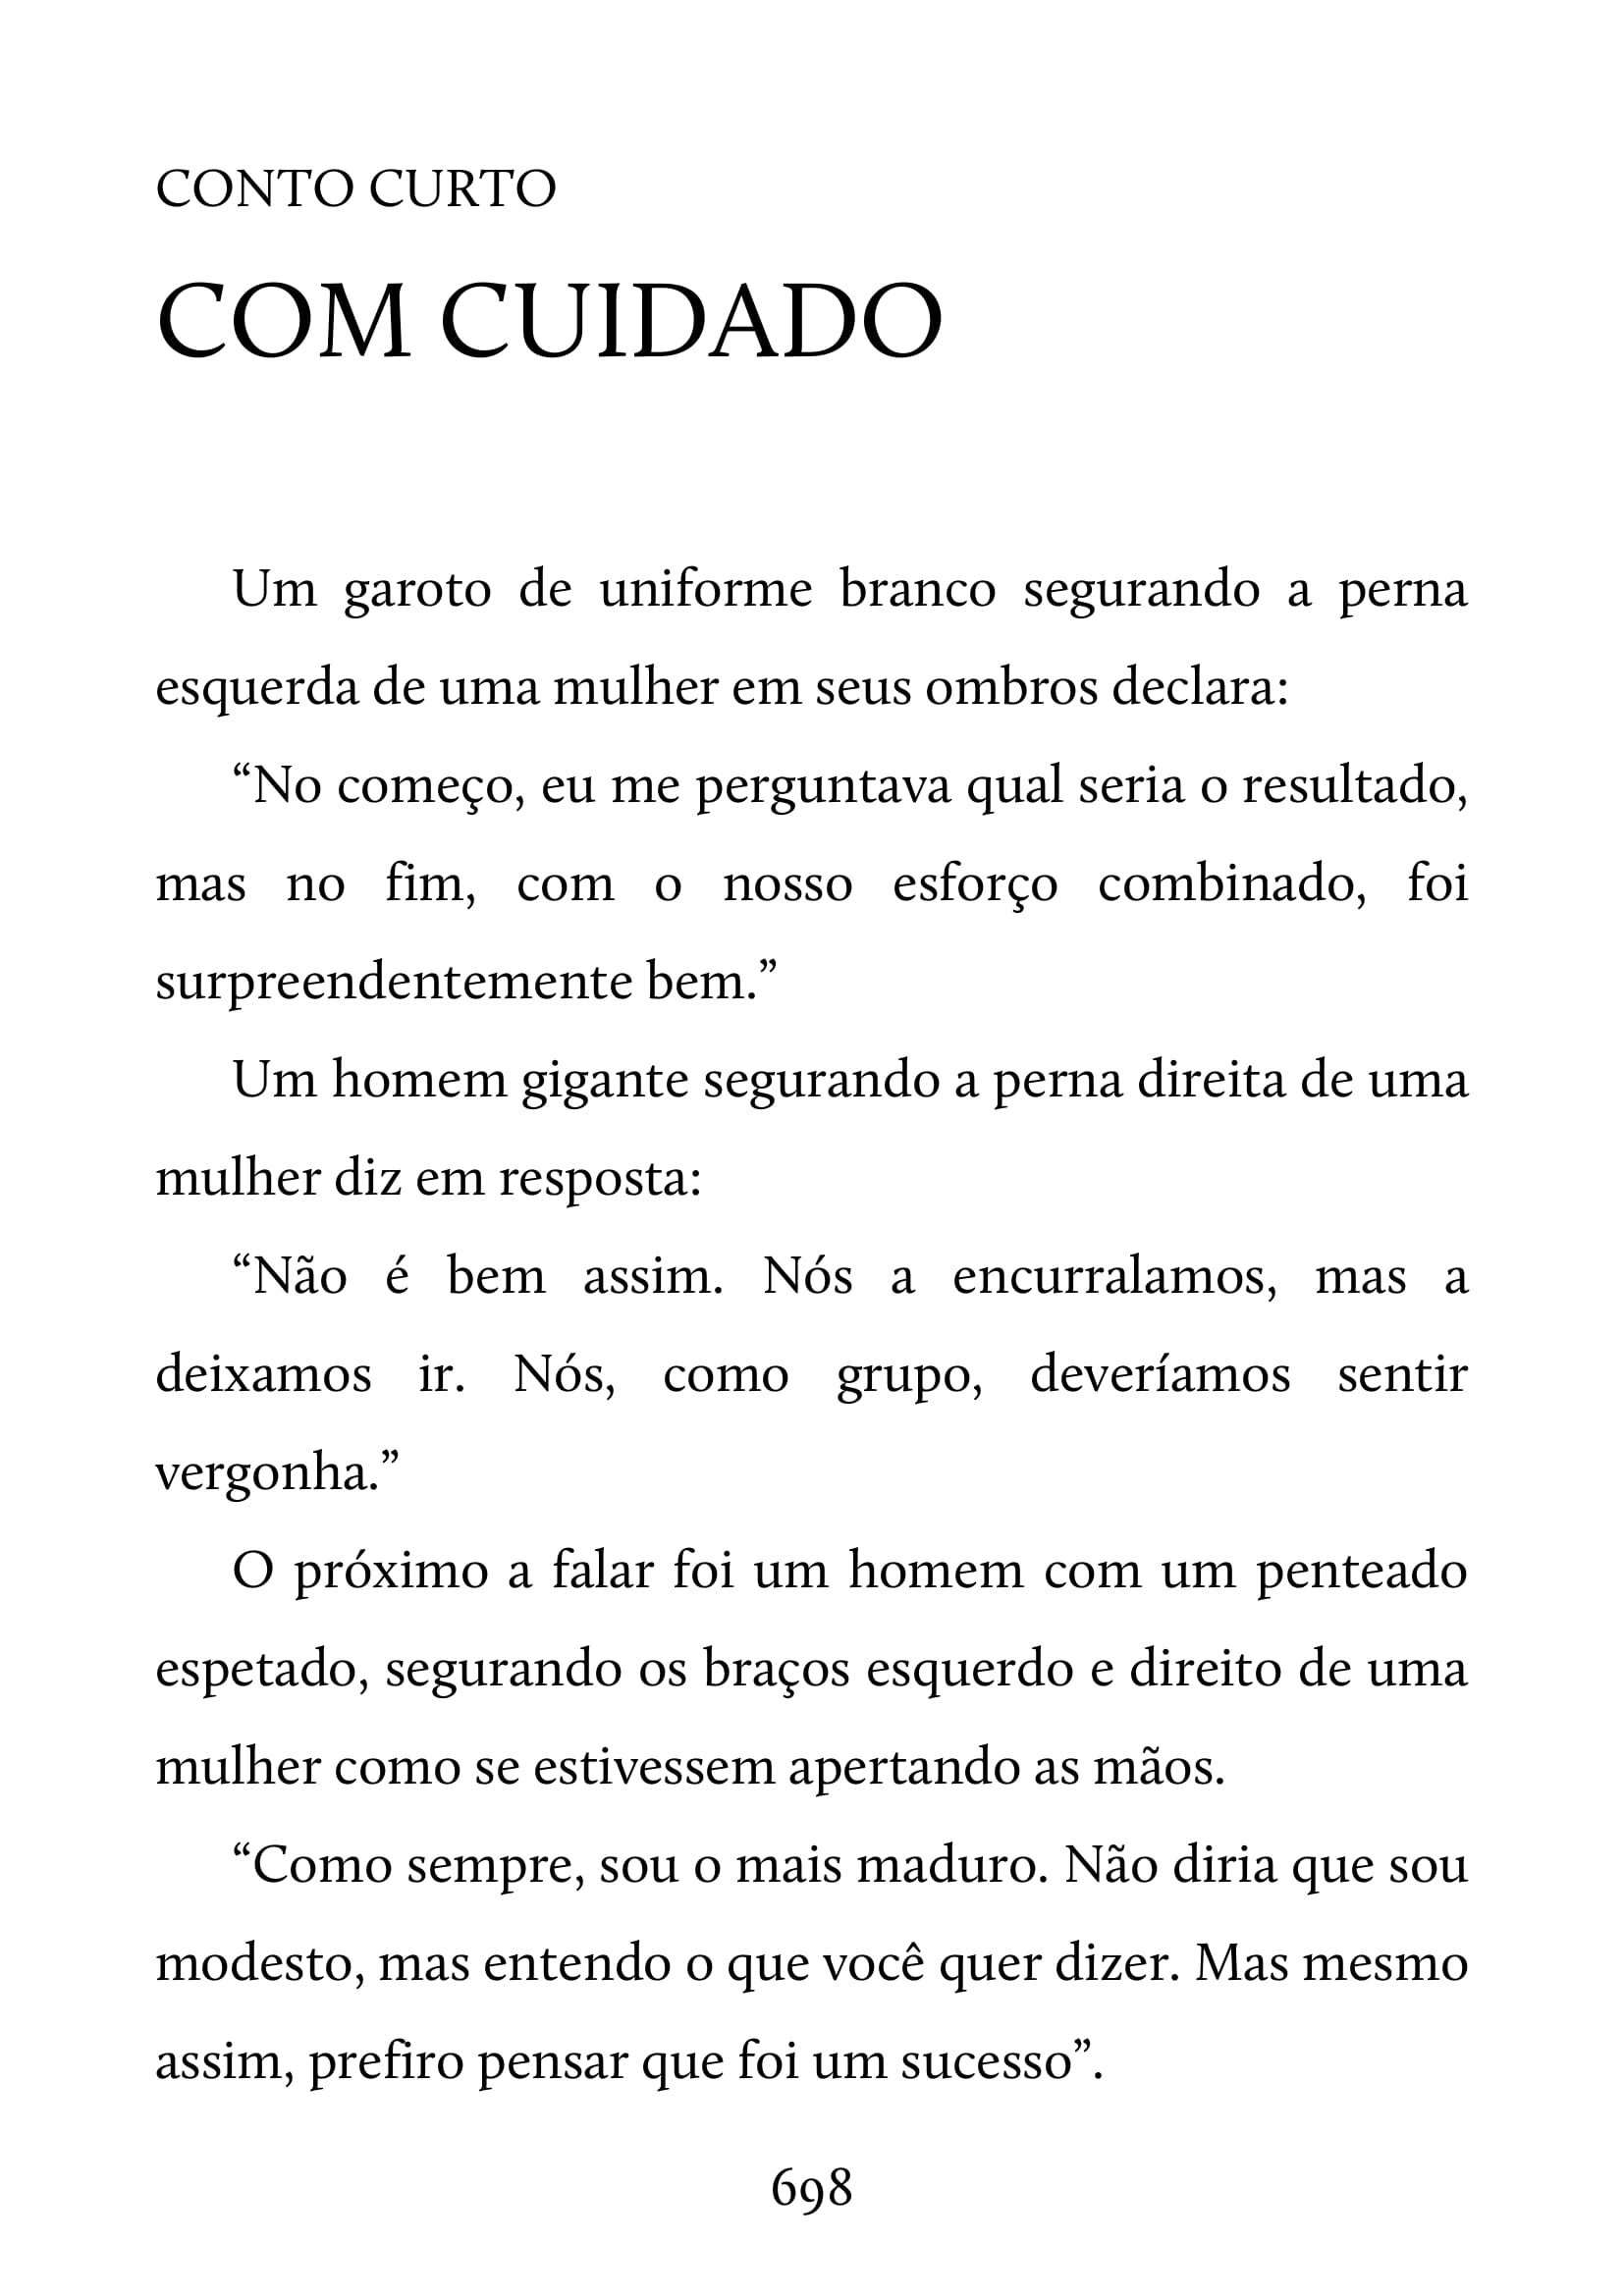 CONTO CURTO
COM CUIDADO
Um garoto de uniforme branco segurando a perna
esquerda de uma mulher em seus ombros declara:
“No começo, eu me perguntava qual seria o resultado,
mas no fim, com o nosso esforço combinado, foi
surpreendentemente bem.”
Um homem gigante segurando a perna direita de uma
mulher diz em resposta:
“Não é bem assim. Nós a encurralamos, mas a
deixamos ir. Nós, como grupo, deveríamos sentir
vergonha.”
O próximo a falar foi um homem com um penteado
espetado, segurando os braços esquerdo e direito de uma
mulher como se estivessem apertando as mãos.
“Como sempre, sou o mais maduro. Não diria que sou
modesto, mas entendo o que você quer dizer. Mas mesmo
assim, prefiro pensar que foi um sucesso”.
698